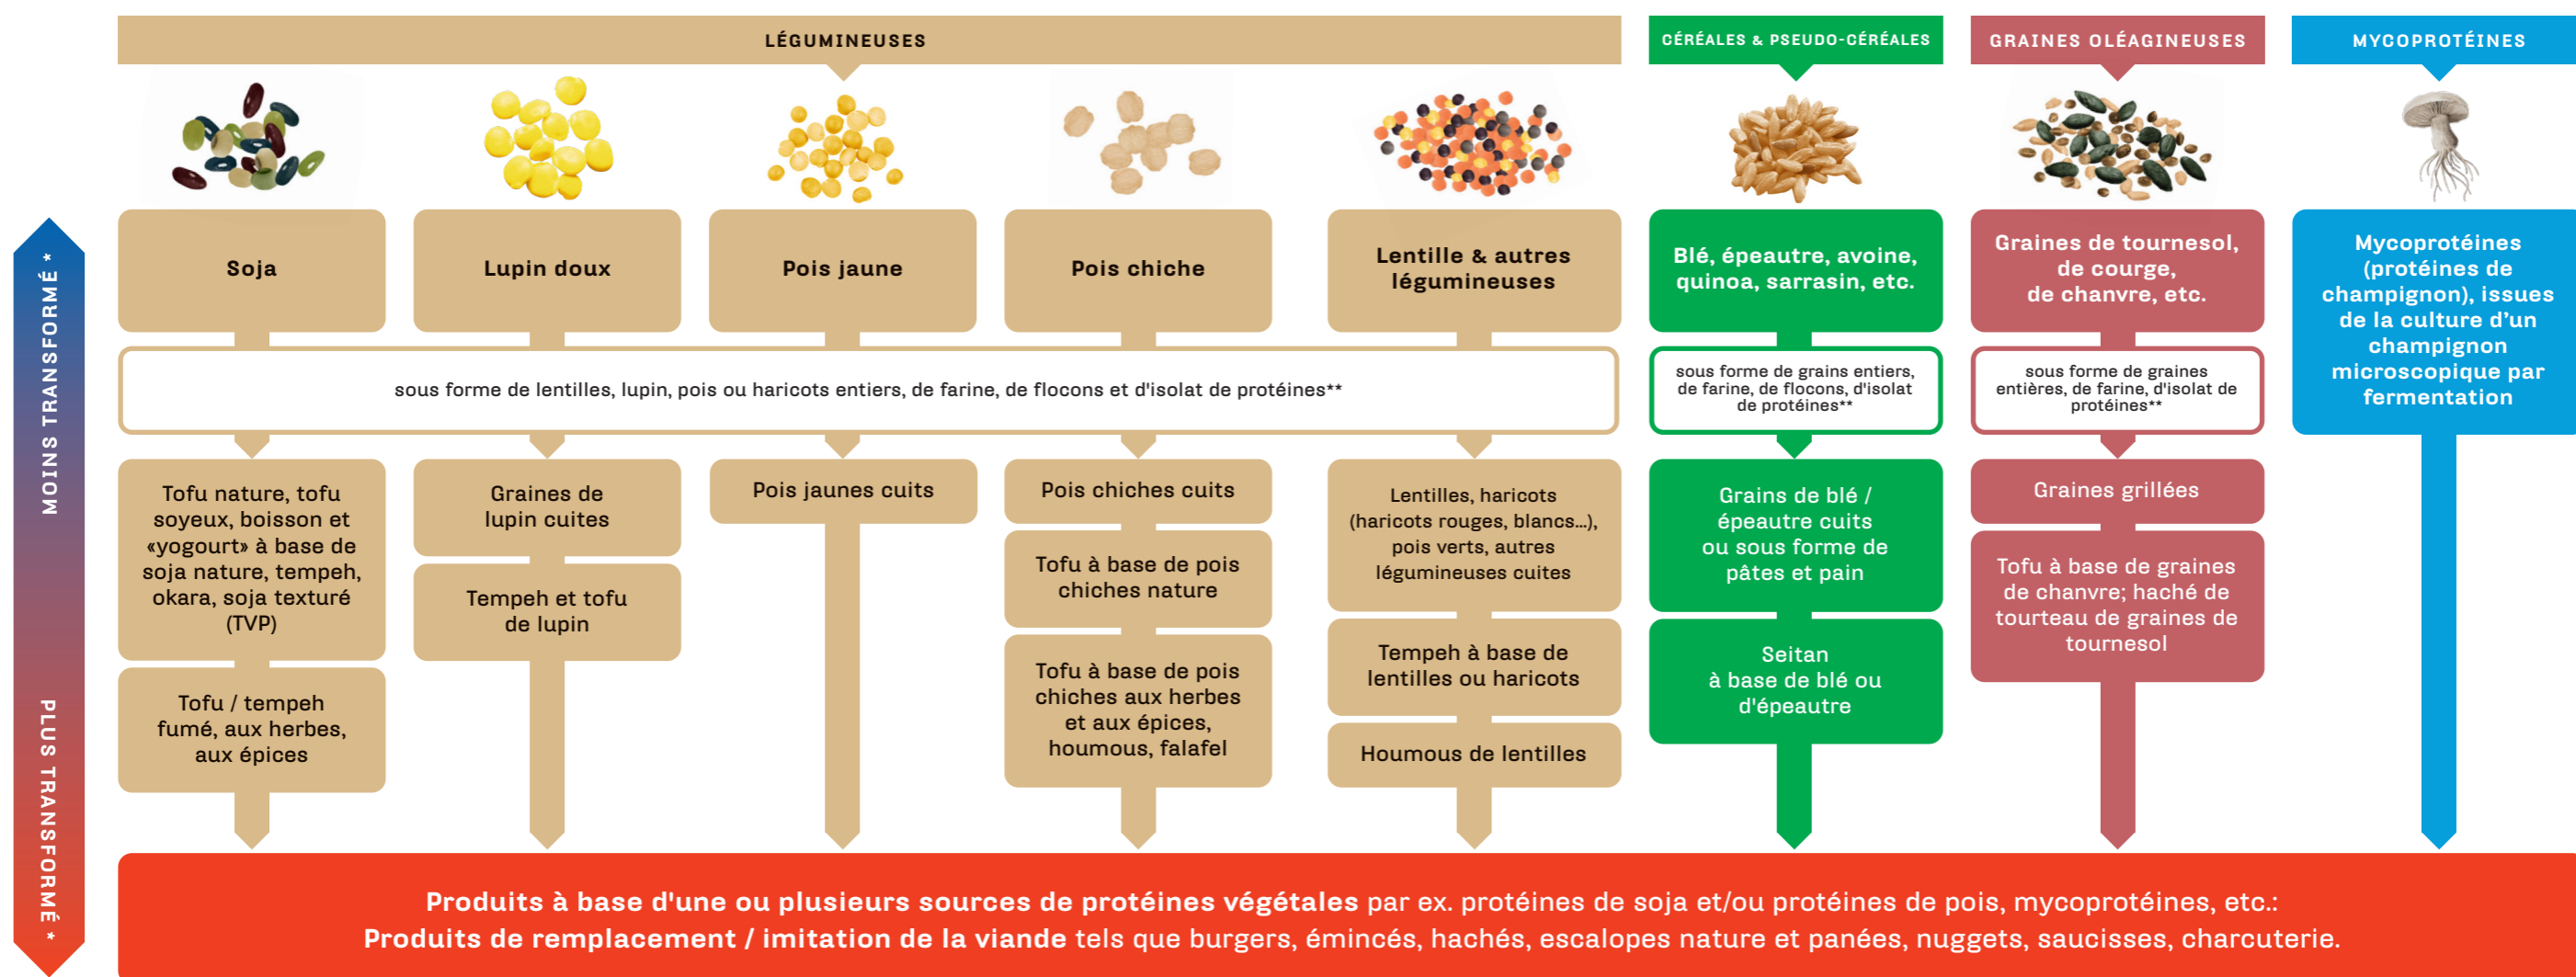 LÉGUMINEUSES
CÉRÉALES & PSEUDO-CÉRÉALES
GRAINES OLÉAGINEUSES
MYCOPROTÉINES
MOINS TRANSFORMÉ *
PLUS TRANSFORMÉ *
Soja
Lupin doux
Pois jaune
Pois chiche
Lentille & autres
légumineuses
Blé, épeautre, avoine,
quinoa, sarrasin, etc.
Graines de tournesol,
de courge,
de chanvre, etc.
Mycoprotéines
(protéines de
champignon), issues
de la culture d’un
champignon
microscopique par
fermentation
sous forme de lentilles, lupin, pois ou haricots entiers, de farine, de flocons et d'isolat de protéines**
sous forme de grains entiers,
de farine, de flocons, d'isolat
de protéines**
sous forme de graines
entières, de farine, d'isolat de
protéines**
Tofu nature, tofu
soyeux, boisson et
«yogourt» à base de
soja nature, tempeh,
okara, soja texturé
(TVP)
Tofu / tempeh
fumé, aux herbes,
aux épices
Graines de
lupin cuites
Tempeh et tofu
de lupin
Pois jaunes cuits
Pois chiches cuits
Tofu à base de pois
chiches nature
Tofu à base de pois
chiches aux herbes
et aux épices,
houmous, falafel
Lentilles, haricots
(haricots rouges, blancs...),
pois verts, autres
légumineuses cuites
Tempeh à base de
lentilles ou haricots
Houmous de lentilles
Grains de blé /
épeautre cuits
ou sous forme de
pâtes et pain
Seitan
à base de blé ou
d'épeautre
Graines grillées
Tofu à base de graines
de chanvre; haché de
tourteau de graines de
tournesol
Produits à base d'une ou plusieurs sources de protéines végétales par ex. protéines de soja et/ou protéines de pois, mycoprotéines, etc.:
Produits de remplacement / imitation de la viande tels que burgers, émincés, hachés, escalopes nature et panées, nuggets, saucisses, charcuterie.